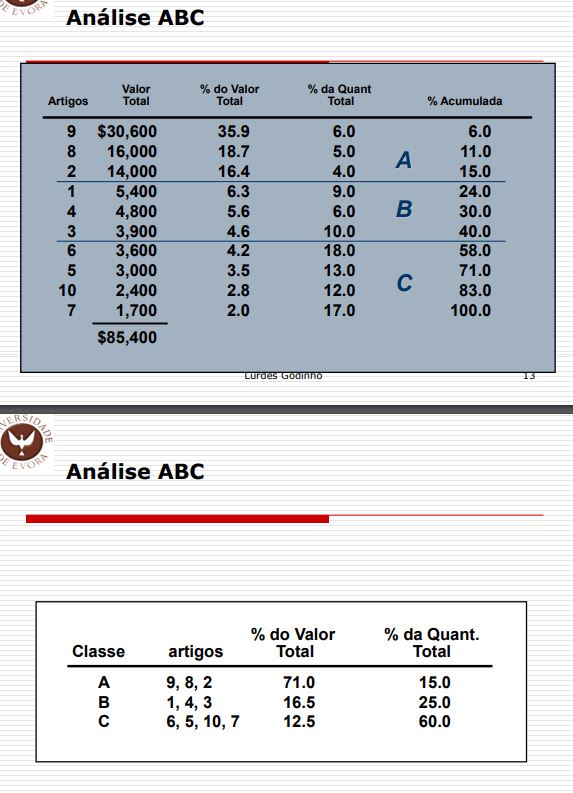 DE EVORA
Análise ABC
Artigos Valor Total % do Valor Total % da Quant Total % Acumulada
9 $30,600 35.9 6.0 6.0
8 16,000 18.7 5.0 11.0
A
2 14,000 16.4 4.0 15.0
1 5,400 6.3 9.0 24.0
4 4,800 5.6 6.0 B 30.0
3 3,900 4.6 10.0 40.0
6 3,600 4.2 18.0 58.0
5 3,000 3.5 13.0 71.0
C
10 2,400 2.8 12.0 83.0
7 1,700 2.0 17.0 100.0
$85,400
Lurdes Godinho 13
VERSIDADE
DE EVORA
Análise ABC
Classe artigos % do Valor Total % da Quant. Total
A 9, 8, 2 71.0 15.0
B 1, 4, 3 16.5 25.0
C 6, 5, 10, 7 12.5 60.0